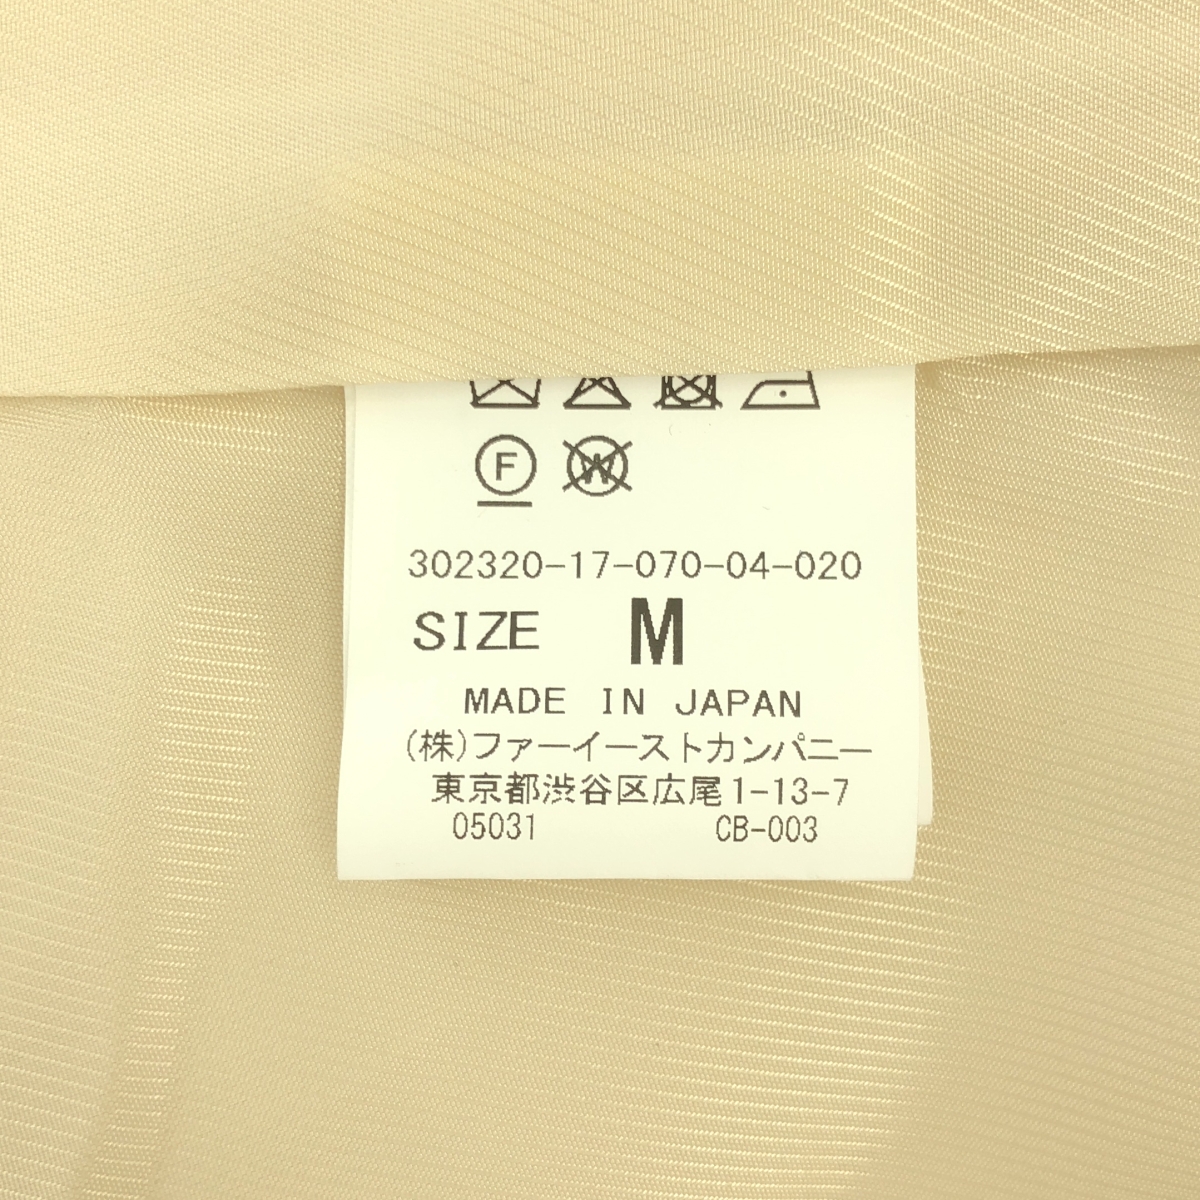 F W
302320-17-070-04-020
SIZE M
MADE IN JAPAN
(株)ファーイーストカンパニー
東京都渋谷区広尾1-13-7
05031 CB-003